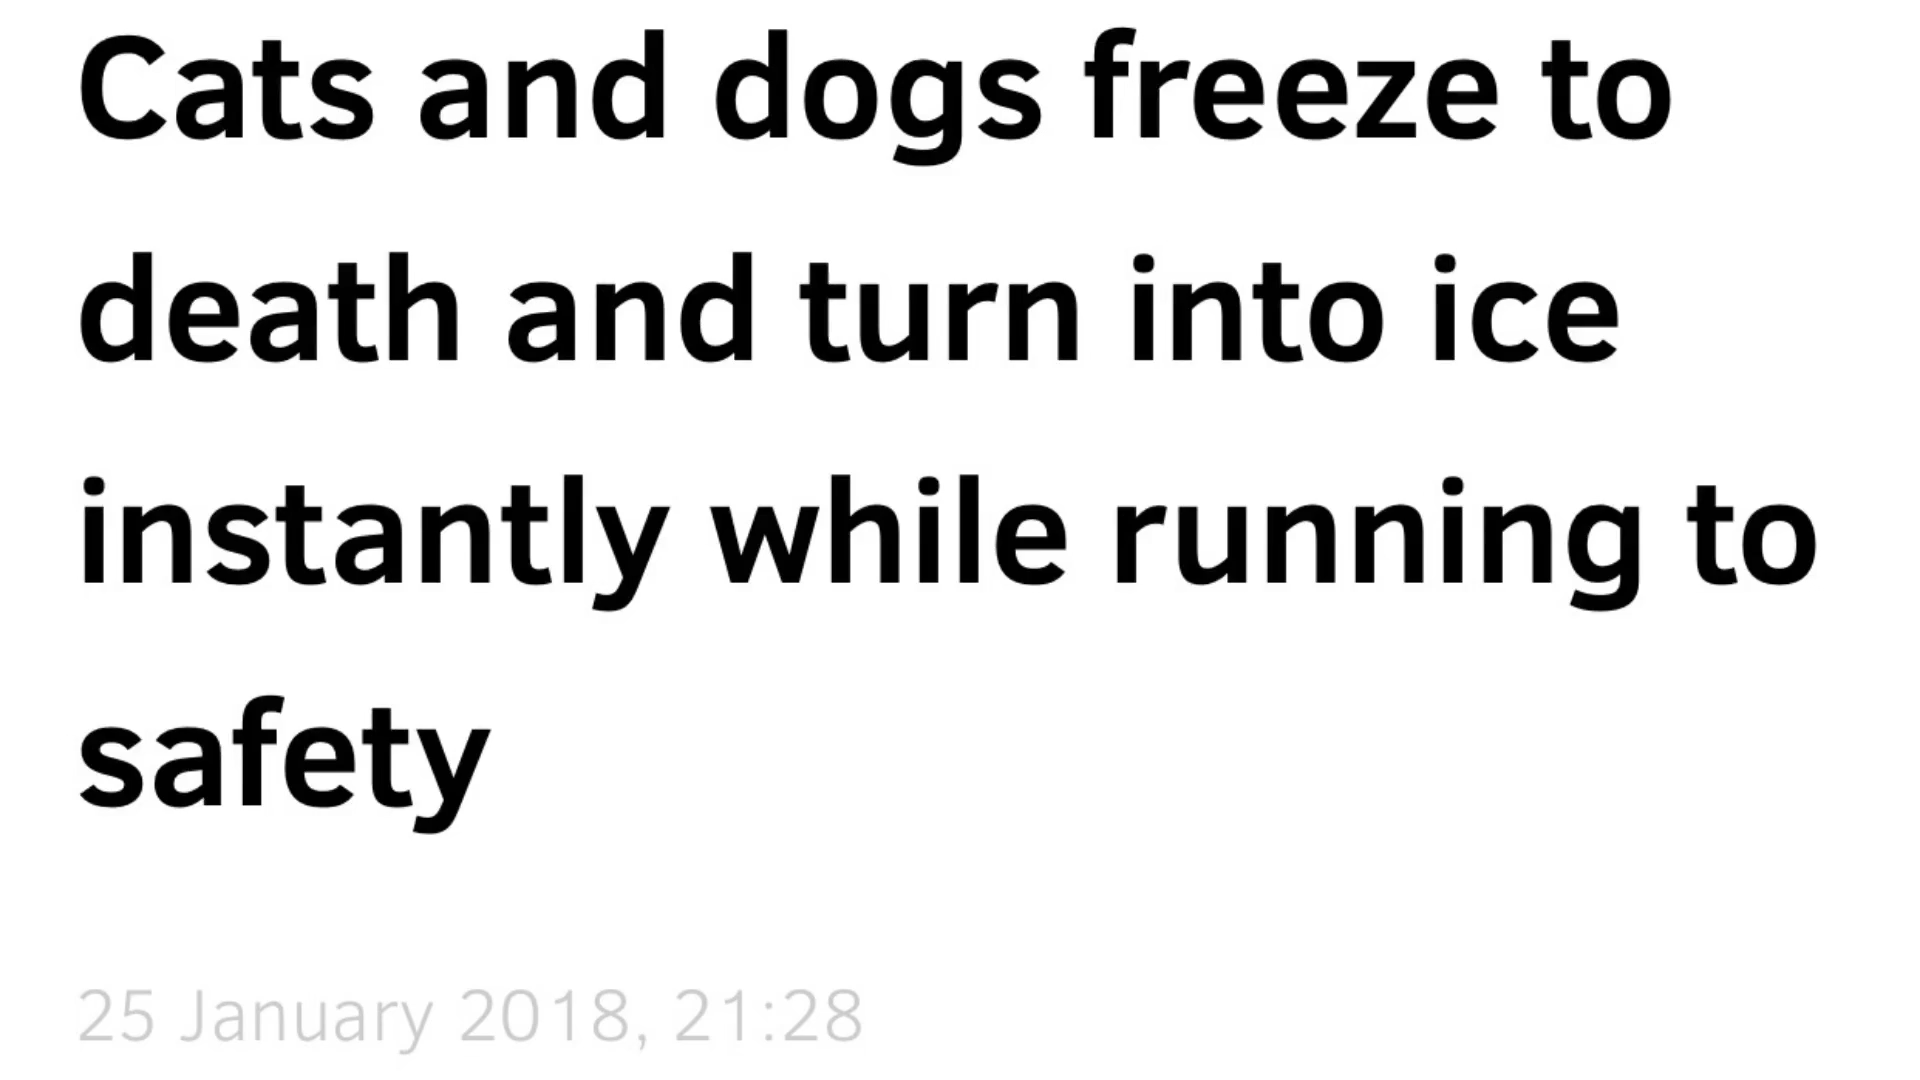 Cats and dogs freeze to
death and turn into ice
instantly while running to
safety
25 January 2018, 21:28